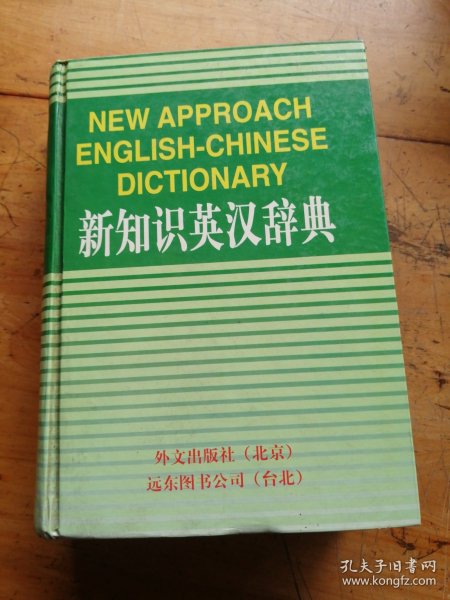 NEW APPROACH
ENGLISH-CHINESE
DICTIONARY
新知识英汉辞典
外文出版社（北京）
远东图书公司（台北）
孔夫子旧书网
www.kongfz.com